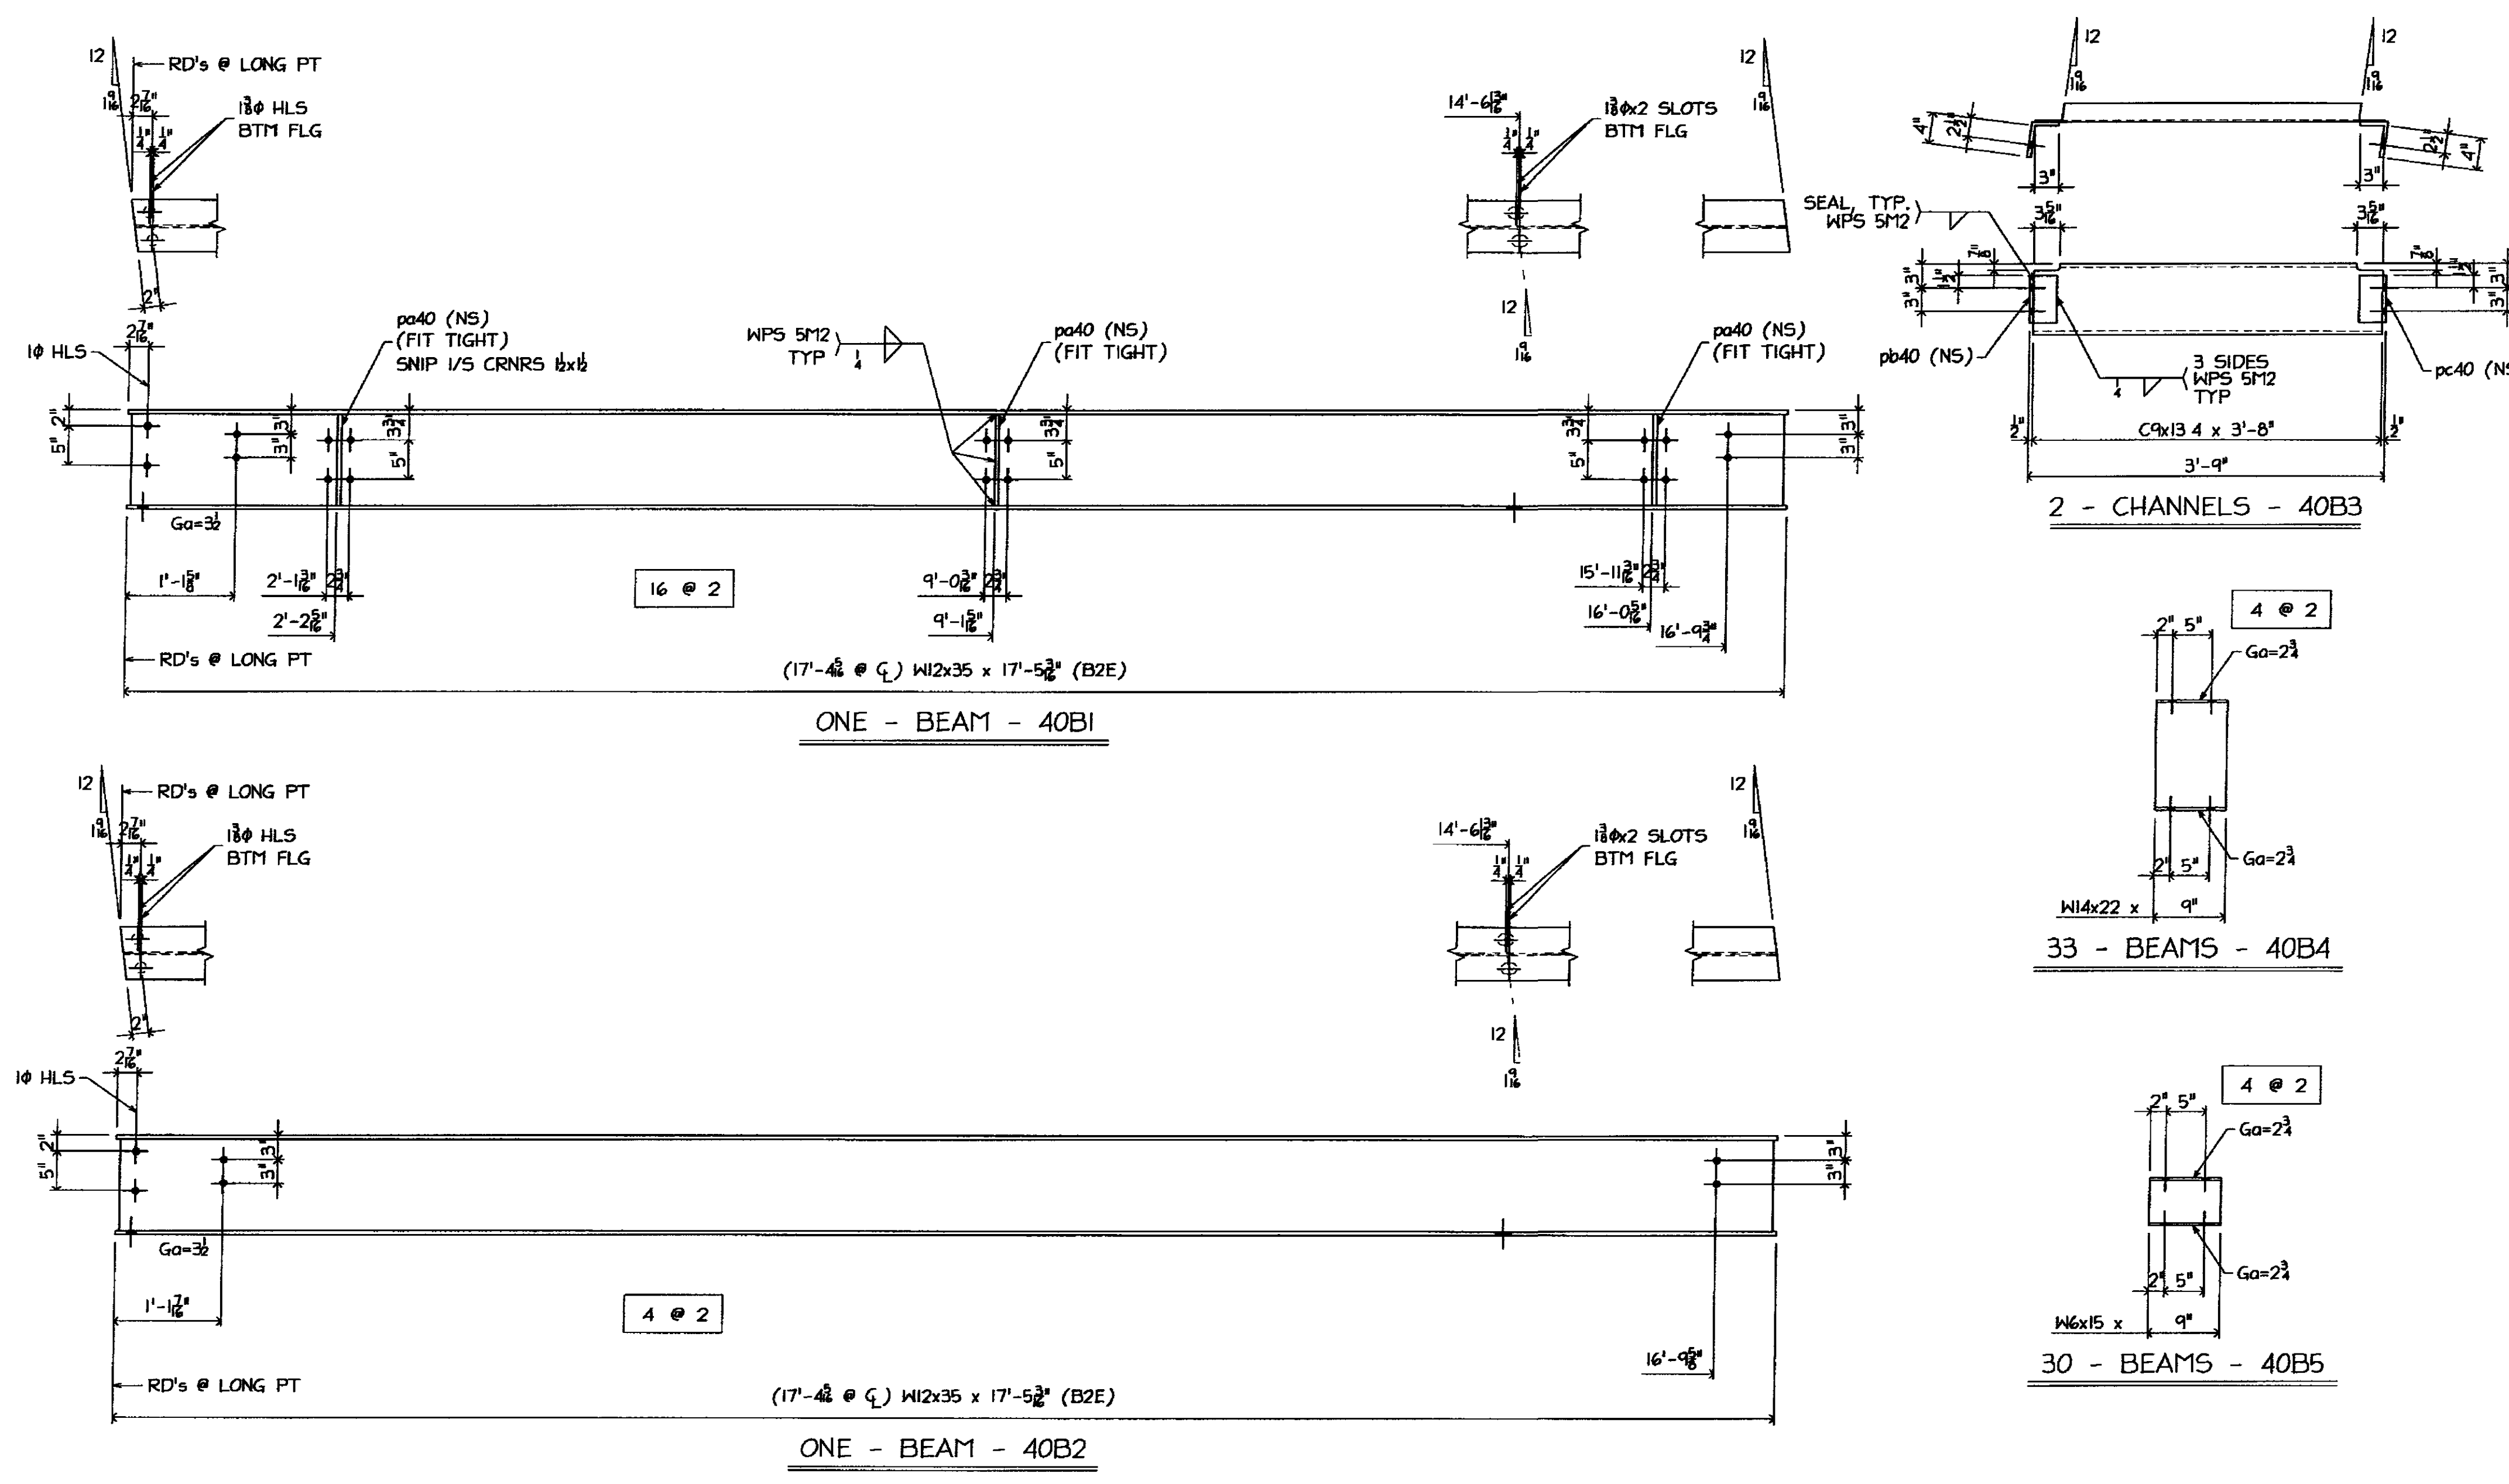 12
RD's @ LONG PT
1 9/16
2 7/16"
1 3/8φ HLS
BTM FLG
1/4" 1/4"
2"
14'-6 13/16"
1 3/8φx2 SLOTS
BTM FLG
1/4" 1/4"
12
1 9/16
12
1 9/16
2 7/16"
1φ HLS
pa40 (NS)
(FIT TIGHT)
SNIP I/S CRNRS 1/2x1/2
WPS 5M2
TYP
1/4
pa40 (NS)
(FIT TIGHT)
pa40 (NS)
(FIT TIGHT)
2"
5"
3"
3"
3 3/4"
5"
3 3/4"
5"
3 3/4"
5"
3"
3"
Ga=3 1/2
1'-1 5/8"
2'-1 3/16" 2 3/4"
2'-2 5/16"
16 @ 2
9'-0 3/16" 2 3/4"
9'-1 5/16"
15'-11 3/16" 2 3/4"
16'-0 5/16"
16'-9 3/4"
RD's @ LONG PT
(17'-4 5/16 @ CL) W12x35 x 17'-5 3/16" (B2E)
ONE - BEAM - 40B1
12
RD's @ LONG PT
1 9/16
2 7/16"
1 3/8φ HLS
BTM FLG
1/4" 1/4"
2"
14'-6 13/16"
1 3/8φx2 SLOTS
BTM FLG
1/4" 1/4"
12
1 9/16
12
1 9/16
2 7/16"
1φ HLS
2"
5"
3"
3"
3"
3"
Ga=3 1/2
1'-1 7/16"
4 @ 2
16'-9 5/8"
RD's @ LONG PT
(17'-4 5/16 @ CL) W12x35 x 17'-5 3/16" (B2E)
ONE - BEAM - 40B2
12
1 9/16
12
1 9/16
4"
2 1/2"
2 1/2"
4"
3"
3"
SEAL, TYP.
WPS 5M2
3 5/16"
3 5/16"
7/8"
1 1/2"
3"
3"
7/8"
1 1/2"
3"
3"
pb40 (NS)
3 SIDES
WPS 5M2
TYP
1/4
pc40
1/2"
C9x13 4 x 3'-8"
1/2"
3'-9"
2 - CHANNELS - 40B3
4 @ 2
2" 5"
Ga=2 3/4
2" 5"
Ga=2 3/4
W14x22 x 9"
33 - BEAMS - 40B4
4 @ 2
2" 5"
Ga=2 3/4
2" 5"
Ga=2 3/4
W6x15 x 9"
30 - BEAMS - 40B5